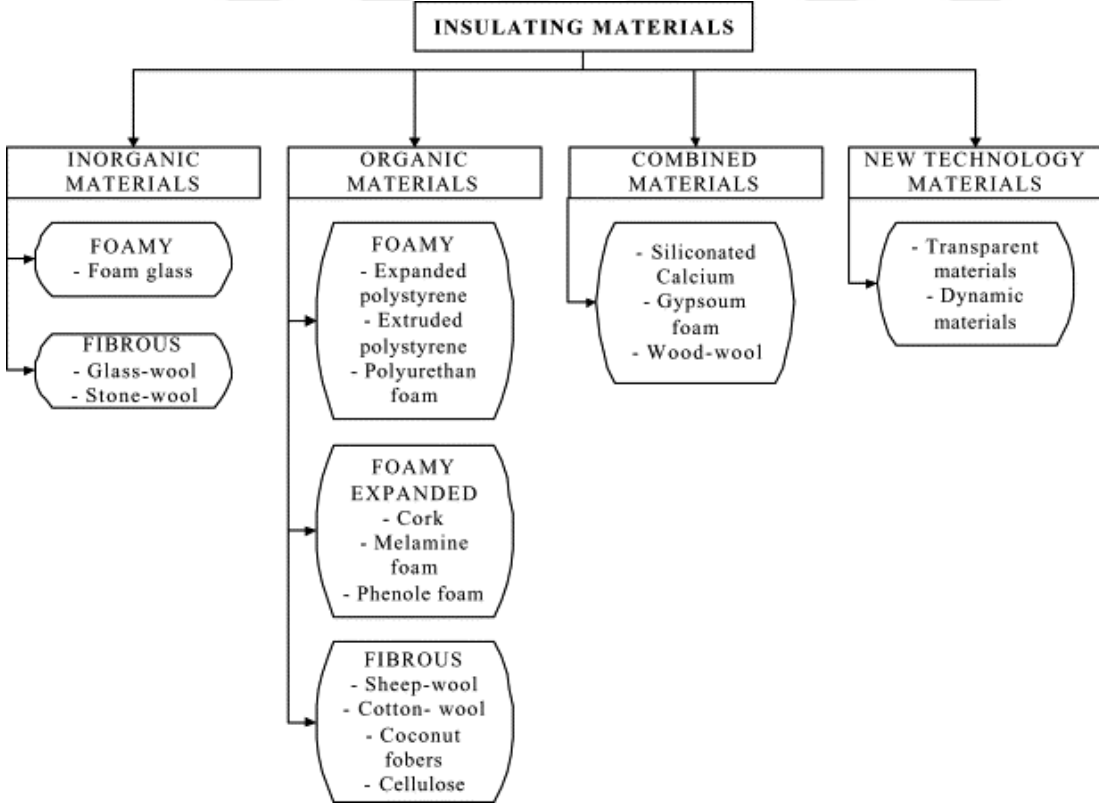 INSULATING MATERIALS
INORGANIC
MATERIALS
FOAMY
- Foam glass
FIBROUS
- Glass-wool
- Stone-wool
ORGANIC
MATERIALS
FOAMY
- Expanded
polystyrene
- Extruded
polystyrene
- Polyurethan
foam
FOAMY
EXPANDED
- Cork
- Melamine
foam
- Phenole foam
FIBROUS
- Sheep-wool
- Cotton- wool
- Coconut
fobers
- Cellulose
COMBINED
MATERIALS
- Siliconated
Calcium
- Gypsoum
foam
- Wood-wool
NEW TECHNOLOGY
MATERIALS
- Transparent
materials
- Dynamic
materials